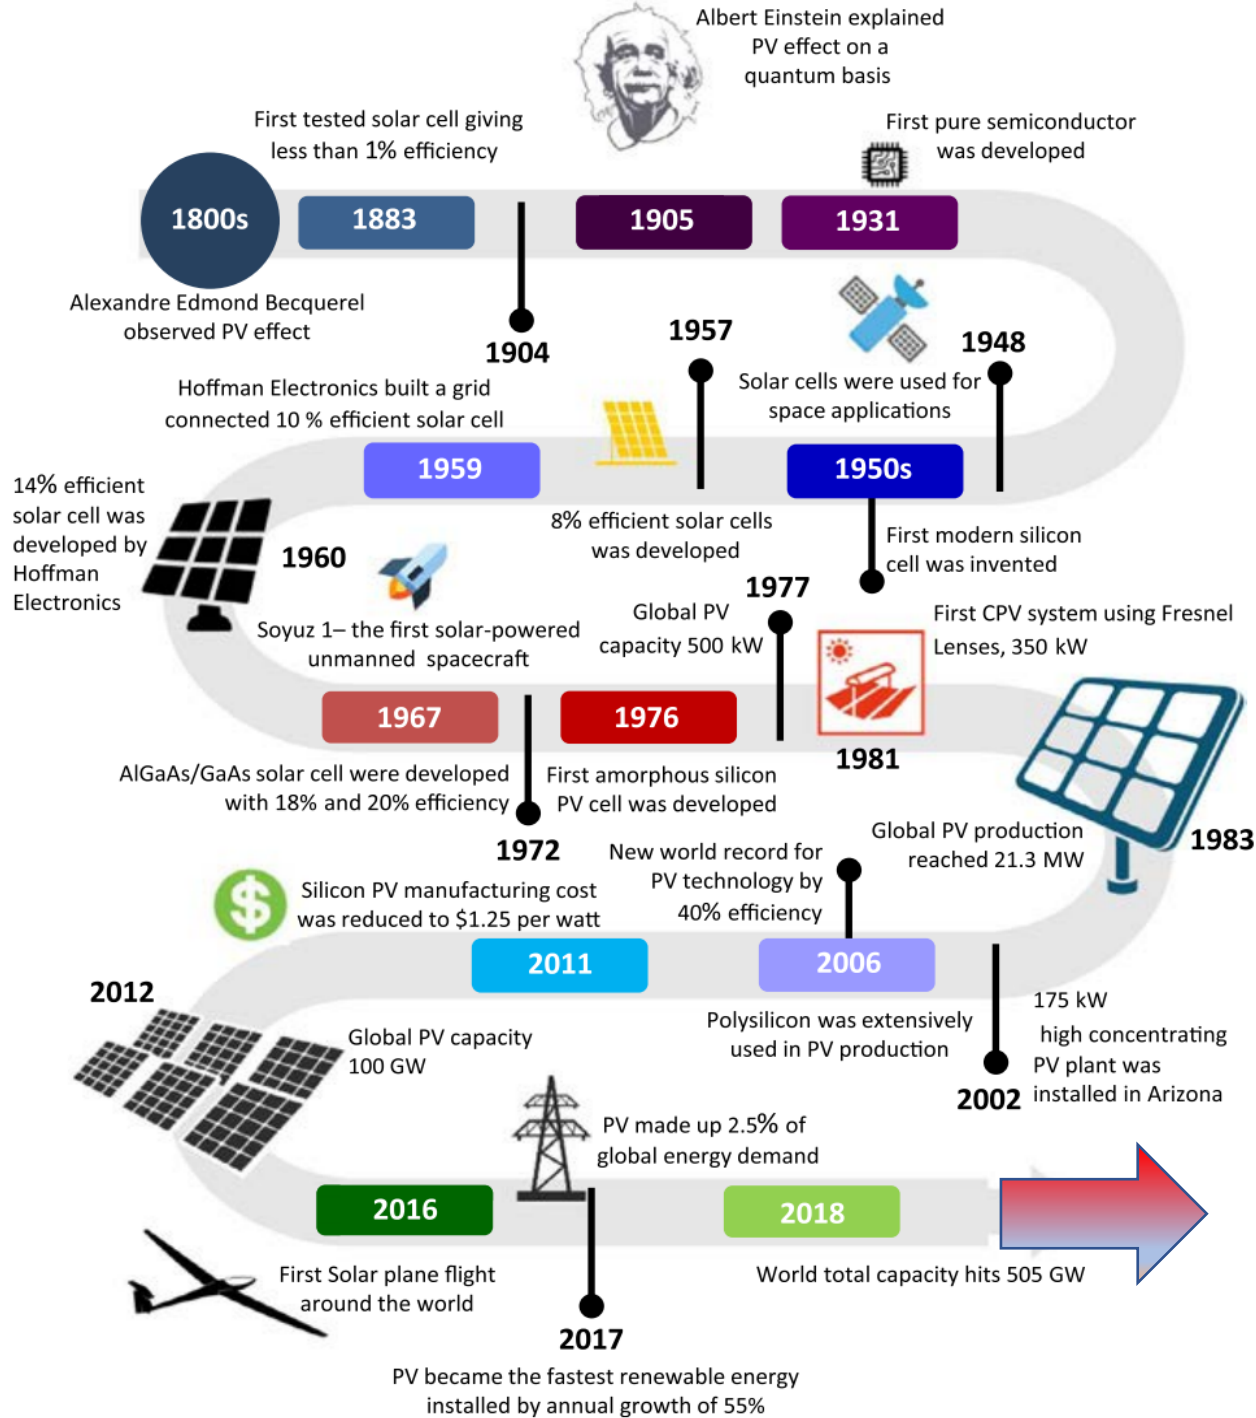 Albert Einstein explained
PV effect on a
quantum basis
First tested solar cell giving
less than 1% efficiency
First pure semiconductor
was developed
1800s
1883
1905
1931
Alexandre Edmond Becquerel
observed PV effect
1904
1957
1948
Hoffman Electronics built a grid
connected 10 % efficient solar cell
Solar cells were used for
space applications
1959
1950s
14% efficient
solar cell was
developed by
Hoffman
Electronics
1960
8% efficient solar cells
was developed
First modern silicon
cell was invented
1977
Soyuz 1– the first solar-powered
unmanned spacecraft
Global PV
capacity 500 kW
First CPV system using Fresnel
Lenses, 350 kW
1967
1976
1981
AlGaAs/GaAs solar cell were developed
with 18% and 20% efficiency
First amorphous silicon
PV cell was developed
1972
Global PV production
reached 21.3 MW
1983
New world record for
PV technology by
40% efficiency
Silicon PV manufacturing cost
was reduced to $1.25 per watt
$
2011
2006
2012
Global PV capacity
100 GW
Polysilicon was extensively
used in PV production
175 kW
high concentrating
PV plant was
installed in Arizona
2002
PV made up 2.5% of
global energy demand
2016
2018
First Solar plane flight
around the world
World total capacity hits 505 GW
2017
PV became the fastest renewable energy
installed by annual growth of 55%